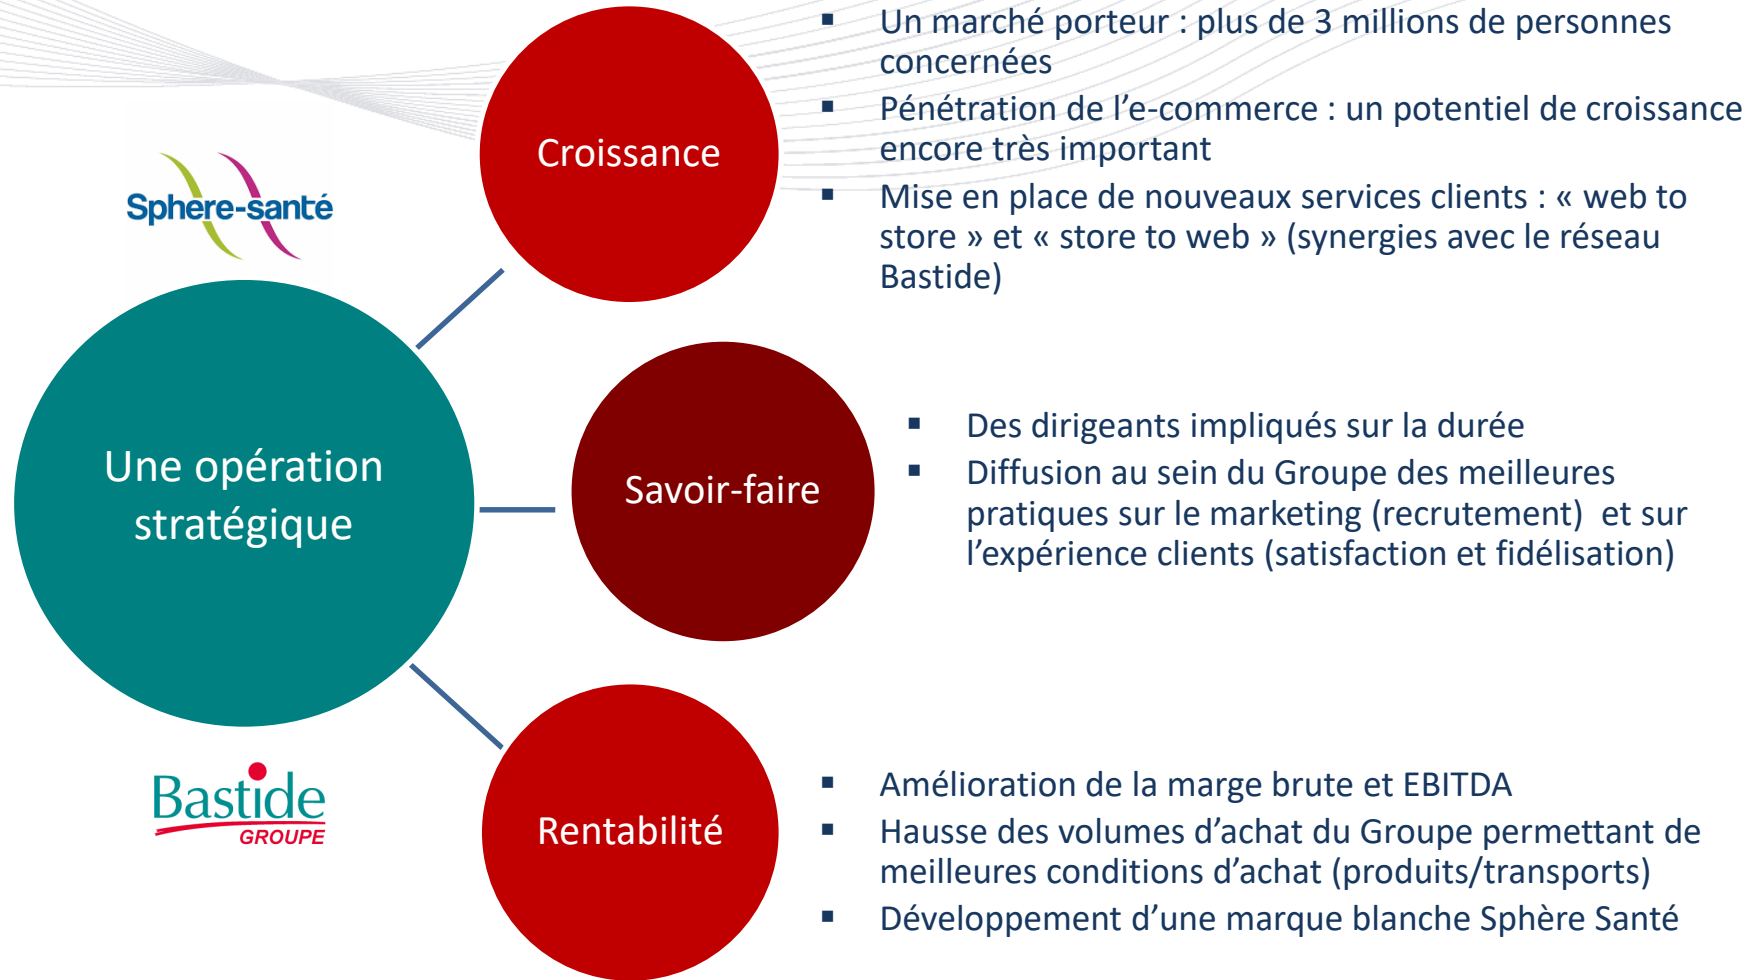 Un marché porteur : plus de 3 millions de personnes
concernées
Pénétration de l’e-commerce : un potentiel de croissance
encore très important
Mise en place de nouveaux services clients : « web to
store » et « store to web » (synergies avec le réseau
Bastide)
Croissance
Sphère-santé
Une opération
stratégique
Savoir-faire
Des dirigeants impliqués sur la durée
Diffusion au sein du Groupe des meilleures
pratiques sur le marketing (recrutement) et sur
l’expérience clients (satisfaction et fidélisation)
Bastide
GROUPE
Rentabilité
Amélioration de la marge brute et EBITDA
Hausse des volumes d’achat du Groupe permettant de
meilleures conditions d’achat (produits/transports)
Développement d’une marque blanche Sphère Santé